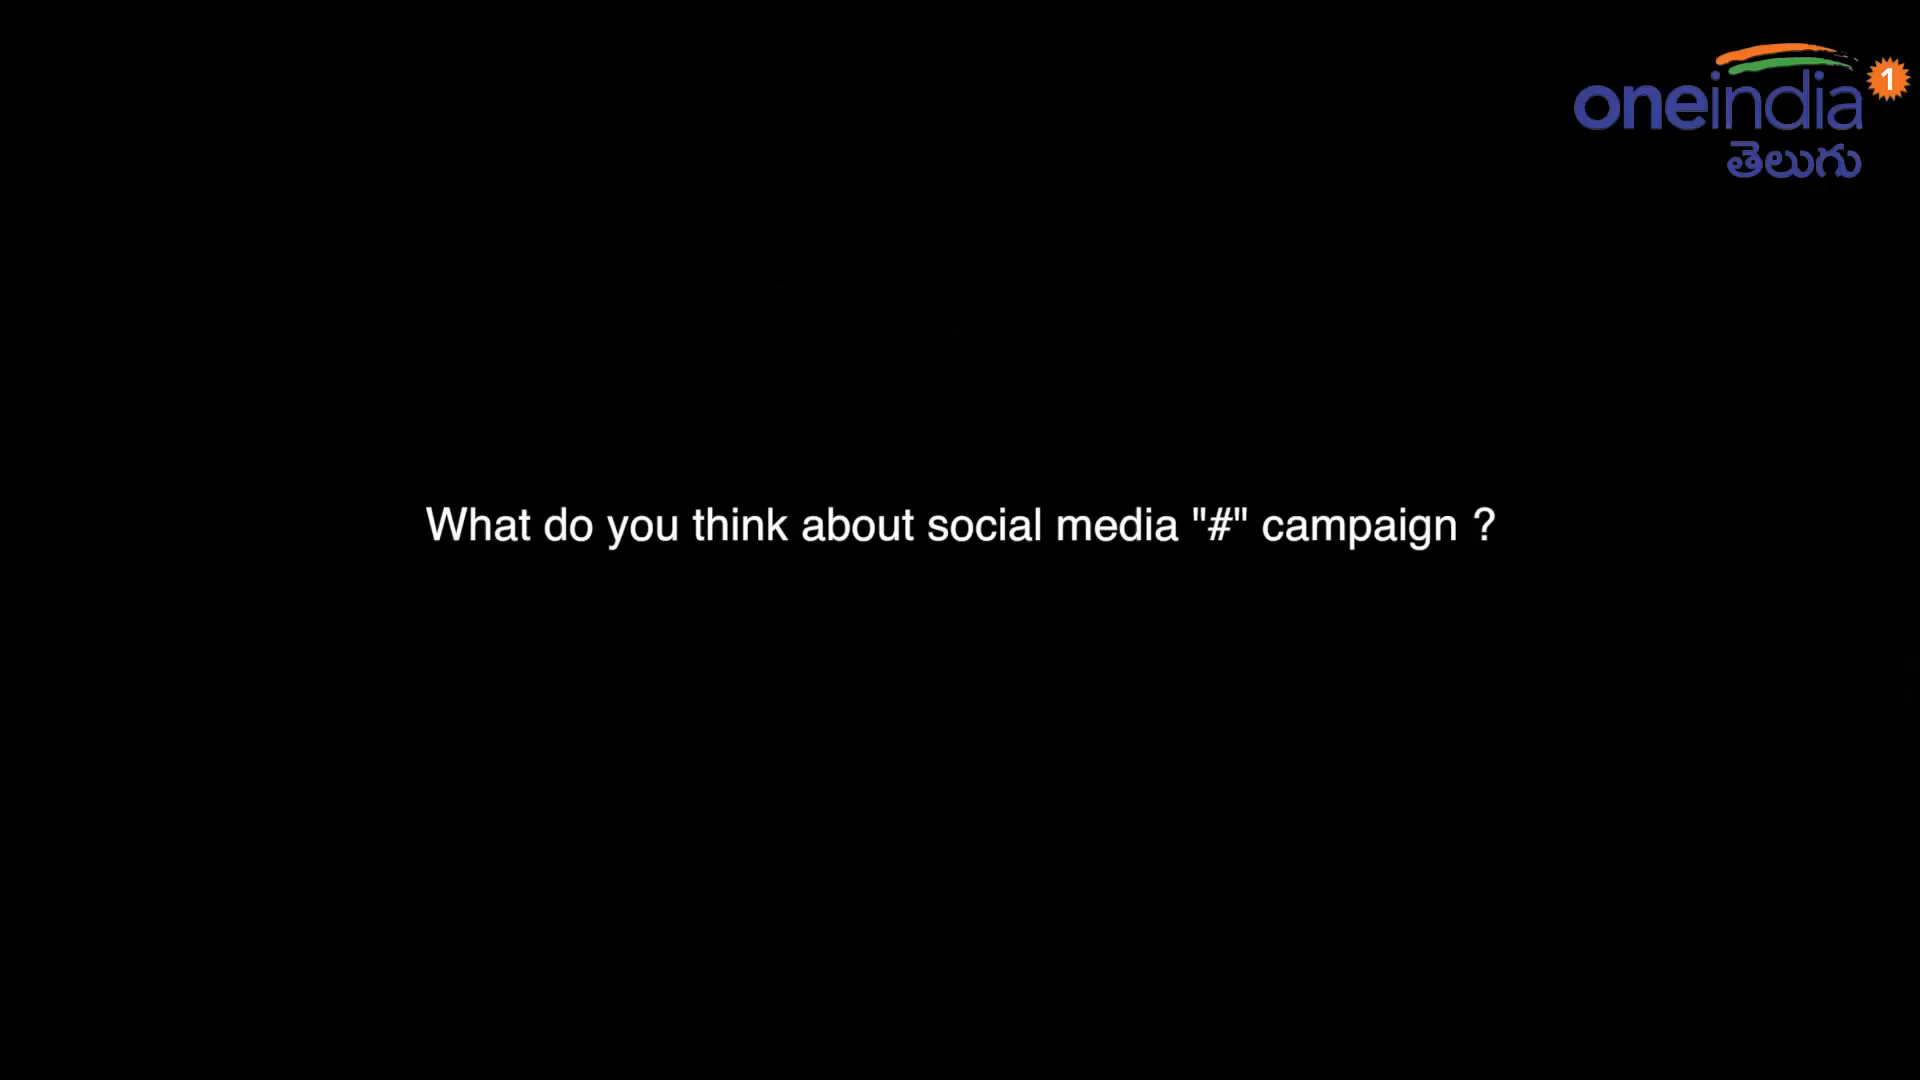 oneindia 1
తెలుగు
What do you think about social media "#" campaign ?